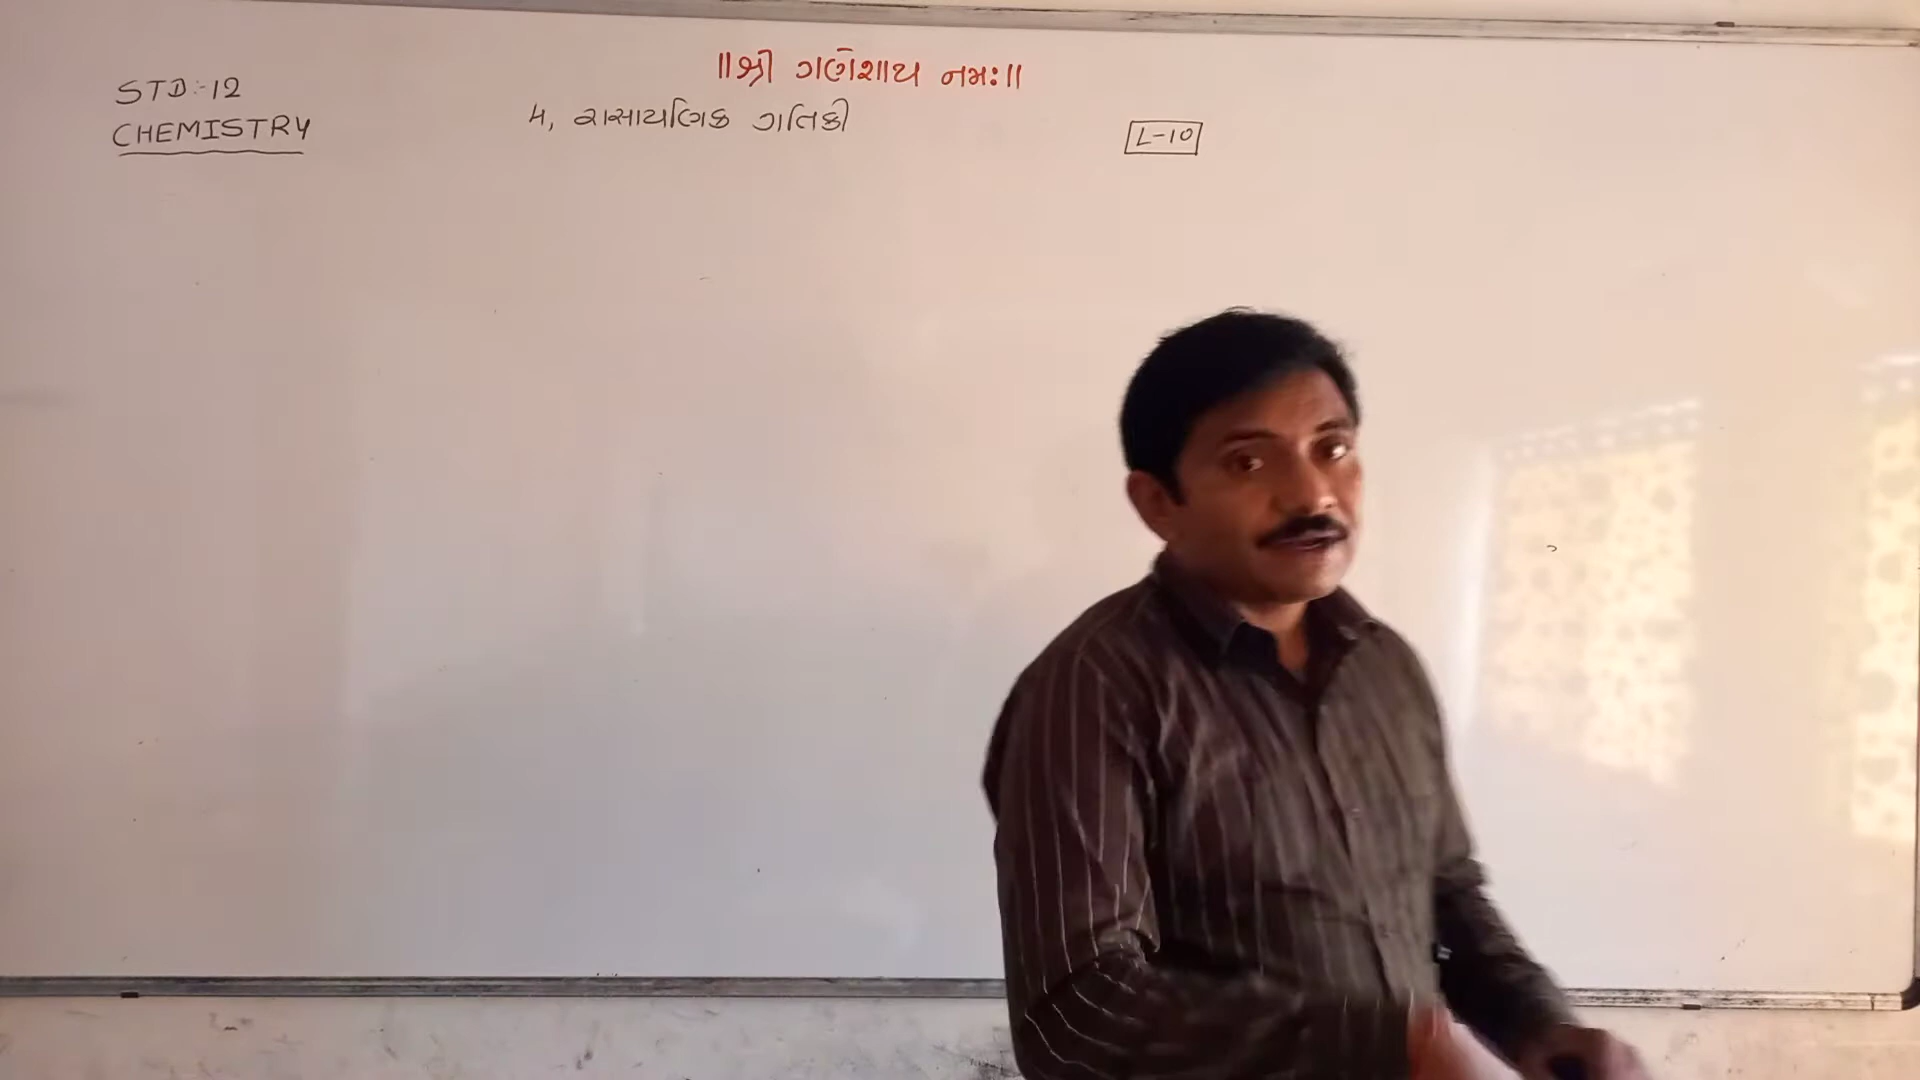 ॥શ્રી ગણેશાય નમઃ॥
STD:-12
CHEMISTRY
4, રાસાયણિક ગતિકી
L-10